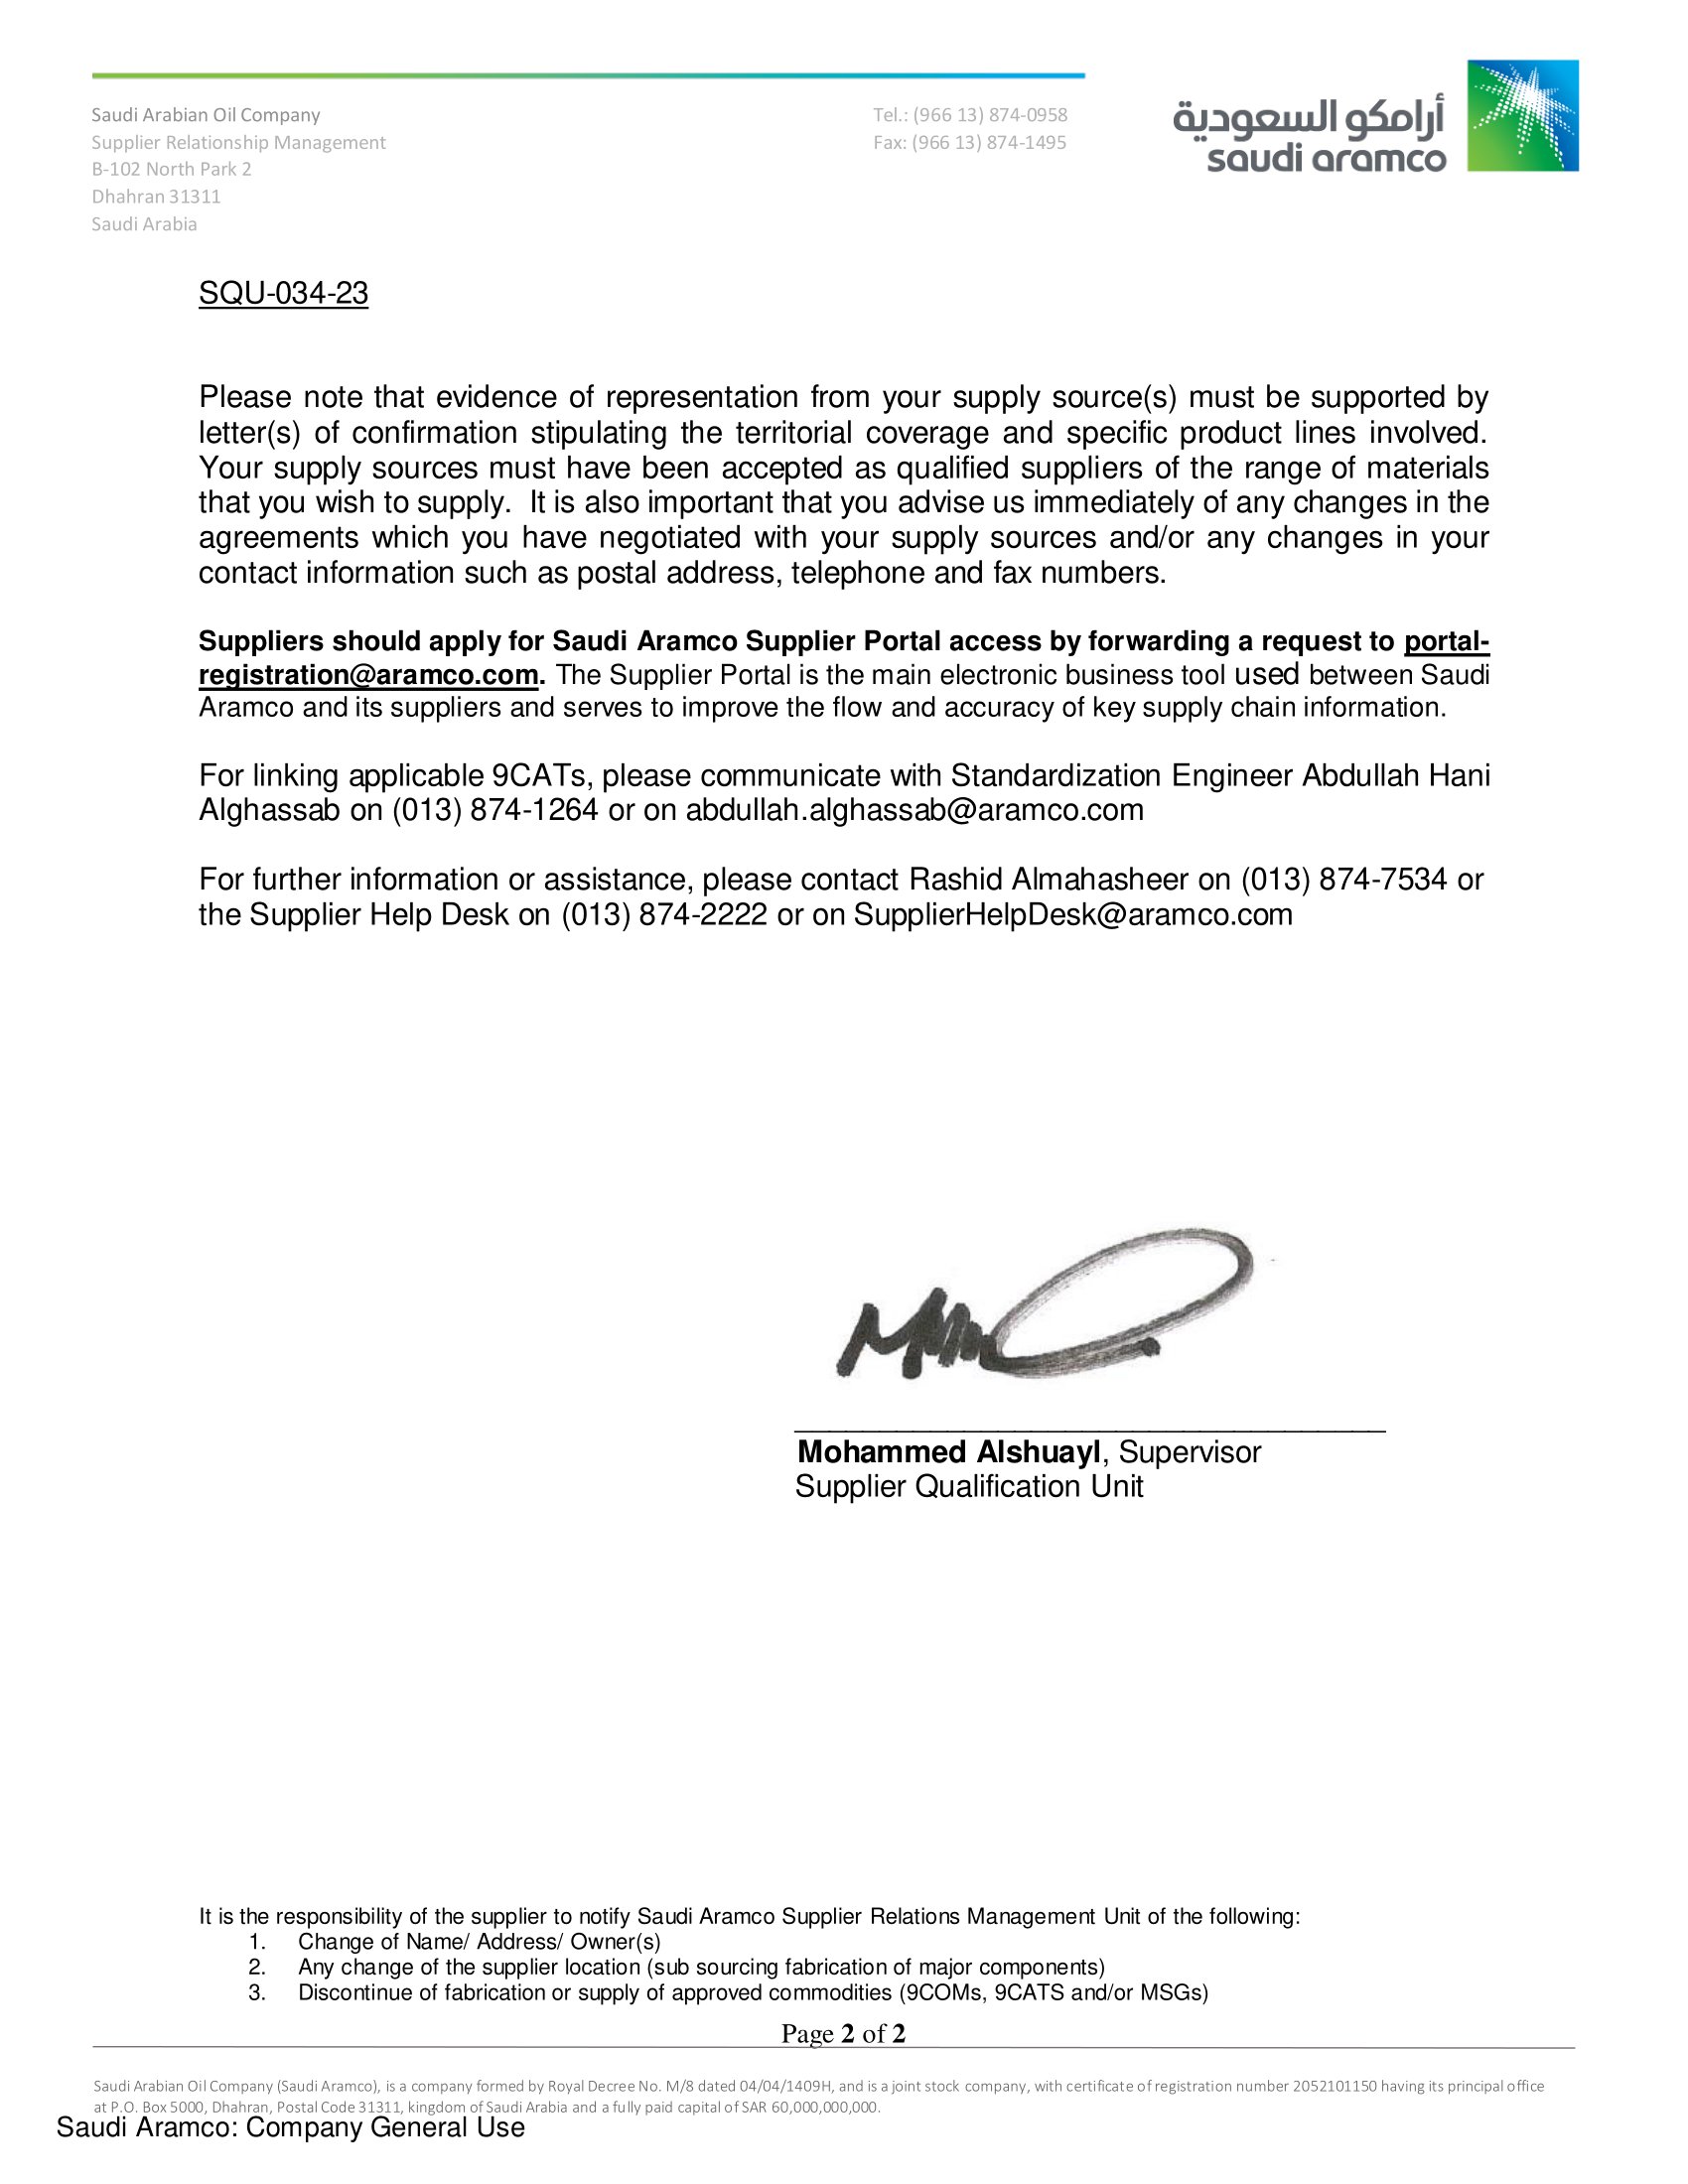 Saudi Arabian Oil Company
Supplier Relationship Management
B-102 North Park 2
Dhahran 31311
Saudi Arabia
Tel.: (966 13) 874-0958
Fax: (966 13) 874-1495
أرامكو السعودية
saudi aramco
SQU-034-23
Please note that evidence of representation from your supply source(s) must be supported by
letter(s) of confirmation stipulating the territorial coverage and specific product lines involved.
Your supply sources must have been accepted as qualified suppliers of the range of materials
that you wish to supply.  It is also important that you advise us immediately of any changes in the
agreements which you have negotiated with your supply sources and/or any changes in your
contact information such as postal address, telephone and fax numbers.
Suppliers should apply for Saudi Aramco Supplier Portal access by forwarding a request to portal-
registration@aramco.com. The Supplier Portal is the main electronic business tool used between Saudi
Aramco and its suppliers and serves to improve the flow and accuracy of key supply chain information.
For linking applicable 9CATs, please communicate with Standardization Engineer Abdullah Hani
Alghassab on (013) 874-1264 or on abdullah.alghassab@aramco.com
For further information or assistance, please contact Rashid Almahasheer on (013) 874-7534 or
the Supplier Help Desk on (013) 874-2222 or on SupplierHelpDesk@aramco.com
Mohammed Alshuayl, Supervisor
Supplier Qualification Unit
It is the responsibility of the supplier to notify Saudi Aramco Supplier Relations Management Unit of the following:
1. Change of Name/ Address/ Owner(s)
2. Any change of the supplier location (sub sourcing fabrication of major components)
3. Discontinue of fabrication or supply of approved commodities (9COMs, 9CATS and/or MSGs)
Page 2 of 2
Saudi Arabian Oil Company (Saudi Aramco), is a company formed by Royal Decree No. M/8 dated 04/04/1409H, and is a joint stock company, with certificate of registration number 2052101150 having its principal office
at P.O. Box 5000, Dhahran, Postal Code 31311, kingdom of Saudi Arabia and a fully paid capital of SAR 60,000,000,000.
Saudi Aramco: Company General Use